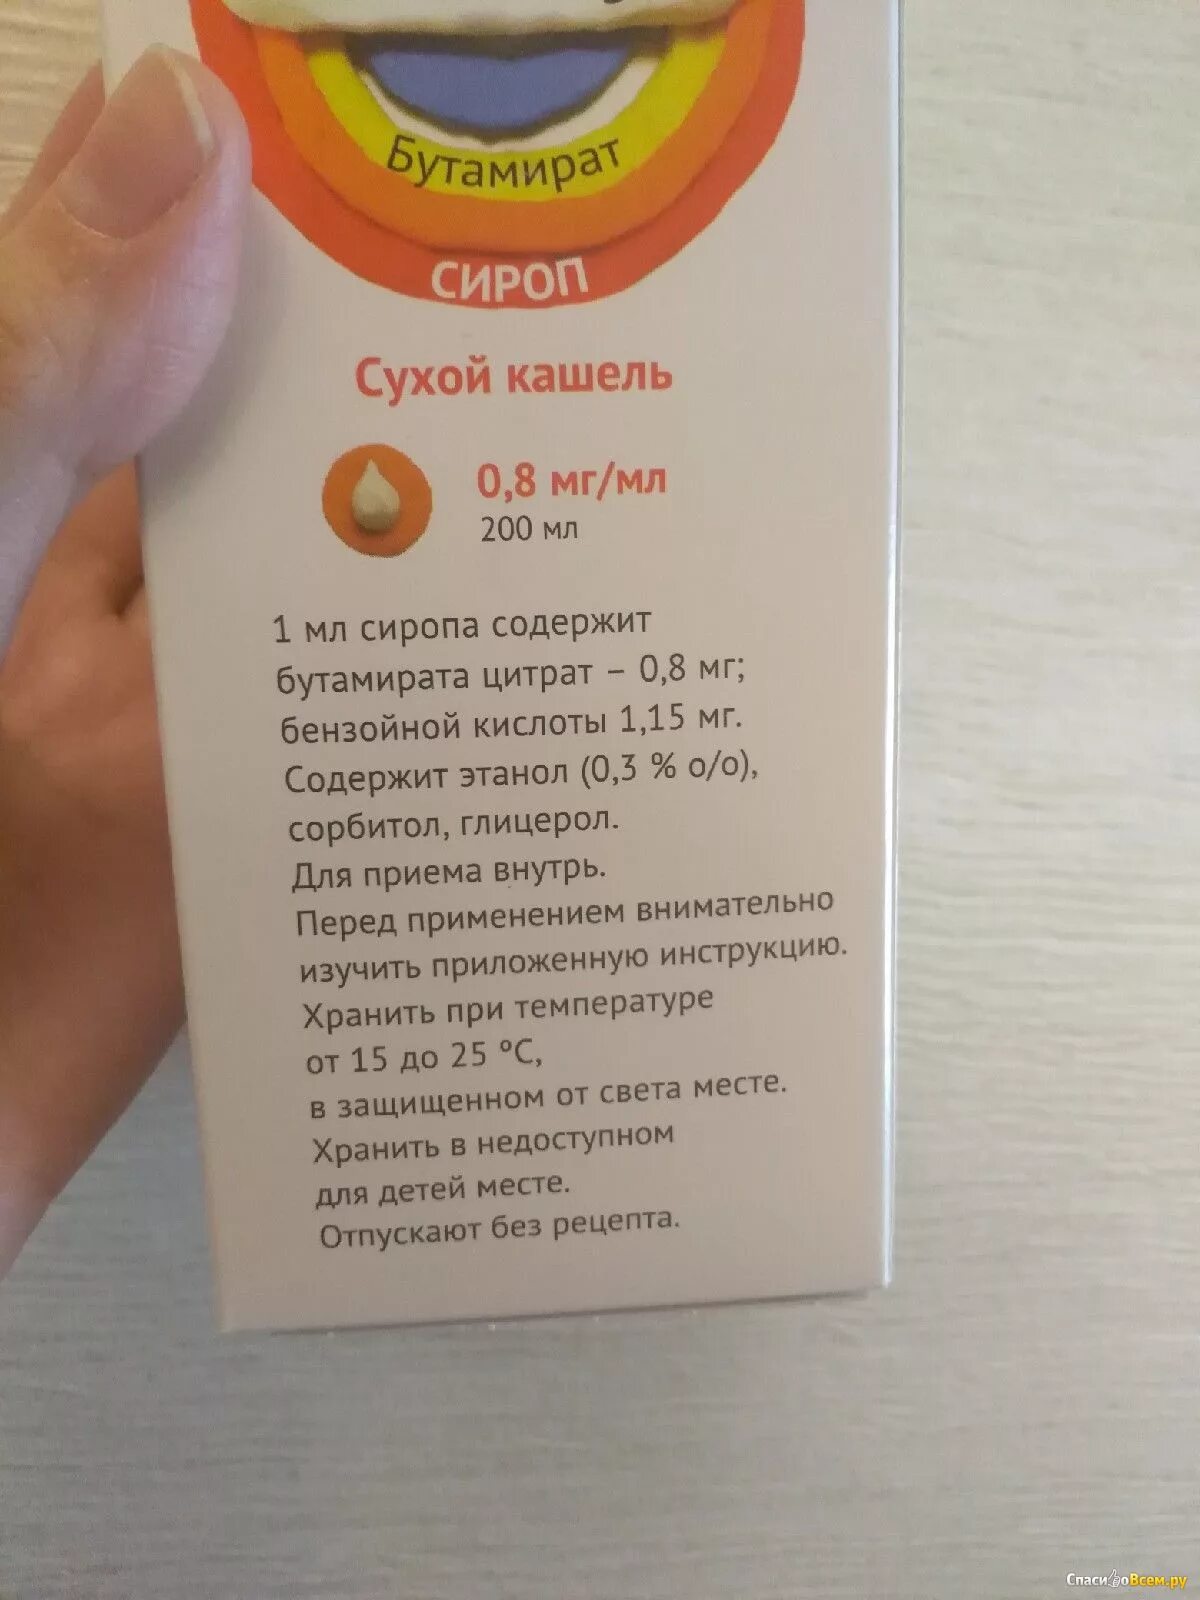 Бутамират
СИРОП
Сухой кашель
0,8 мг/мл
200 мл
1 мл сиропа содержит
бутамирата цитрат – 0,8 мг;
бензойной кислоты 1,15 мг.
Содержит этанол (0,3 % о/о),
сорбитол, глицерол.
Для приема внутрь.
Перед применением внимательно
изучить приложенную инструкцию.
Хранить при температуре
от 15 до 25 °С,
в защищенном от света месте.
Хранить в недоступном
для детей месте.
Отпускают без рецепта.
СпасибоВсем.ру